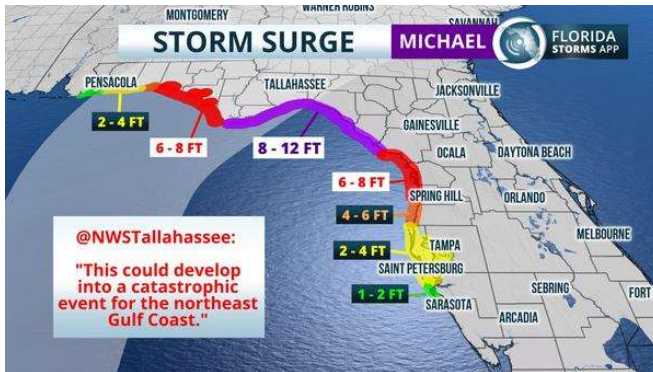 MONTGOMERY
WARNER ROBINS
SAVANNAH
STORM SURGE
MICHAEL
FLORIDA
STORMS APP
PENSACOLA
TALLAHASSEE
JACKSONVILLE
2 - 4 FT
6 - 8 FT
8 - 12 FT
GAINESVILLE
OCALA
DAYTONA BEACH
6 - 8 FT
SPRING HILL
ORLANDO
4 - 6 FT
MELBOURNE
2 - 4 FT
TAMPA
SAINT PETERSBURG
1 - 2 FT
SARASOTA
SEBRING
FORT
ARCADIA
@NWSTallahassee:
"This could develop
into a catastrophic
event for the northeast
Gulf Coast."